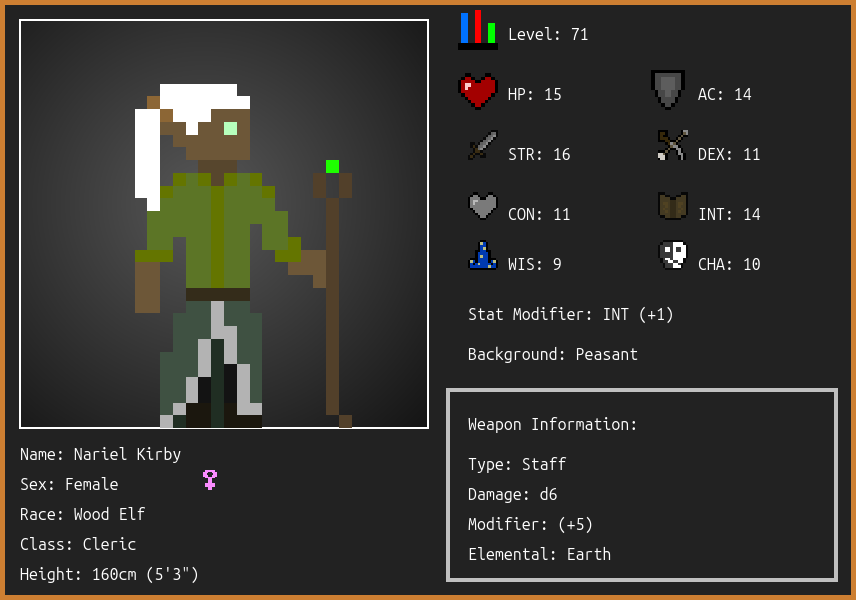 Level: 71
HP: 15
AC: 14
STR: 16
DEX: 11
CON: 11
INT: 14
WIS: 9
CHA: 10
Stat Modifier: INT (+1)
Background: Peasant
Weapon Information:
Type: Staff
Damage: d6
Modifier: (+5)
Elemental: Earth
Name: Nariel Kirby
Sex: Female
Race: Wood Elf
Class: Cleric
Height: 160cm (5'3")